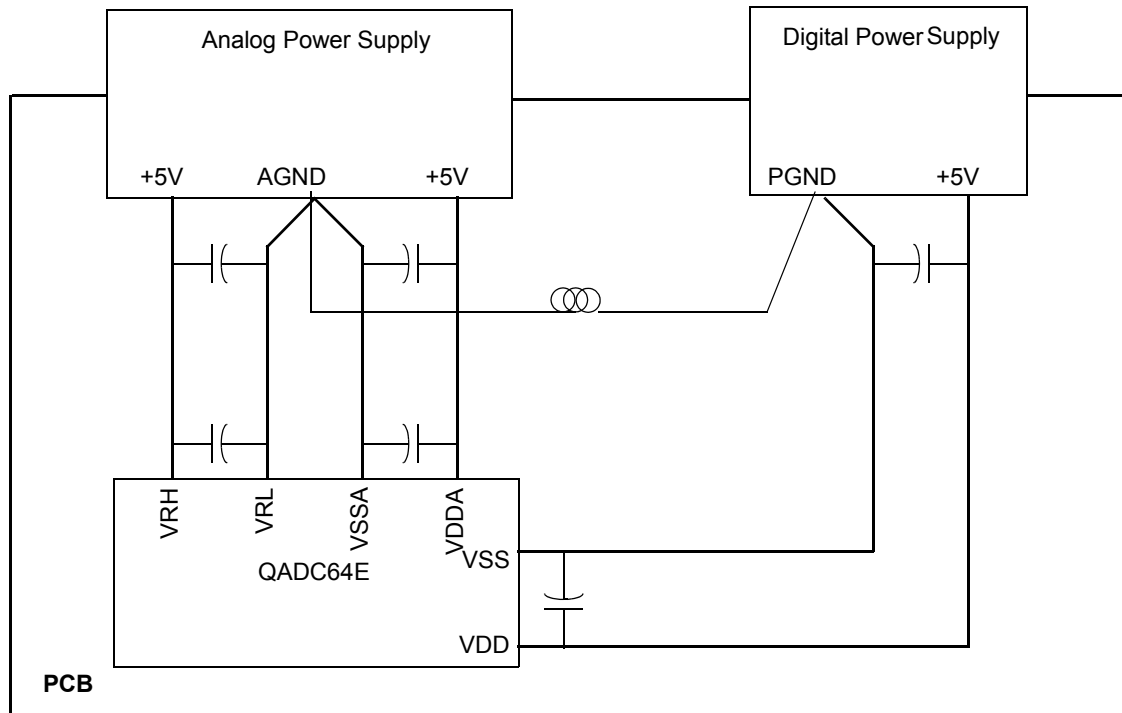 Analog Power Supply
Digital Power Supply
+5V
AGND
+5V
PGND
+5V
VRH
VRL
VSSA
VDDA
VSS
QADC64E
VDD
PCB